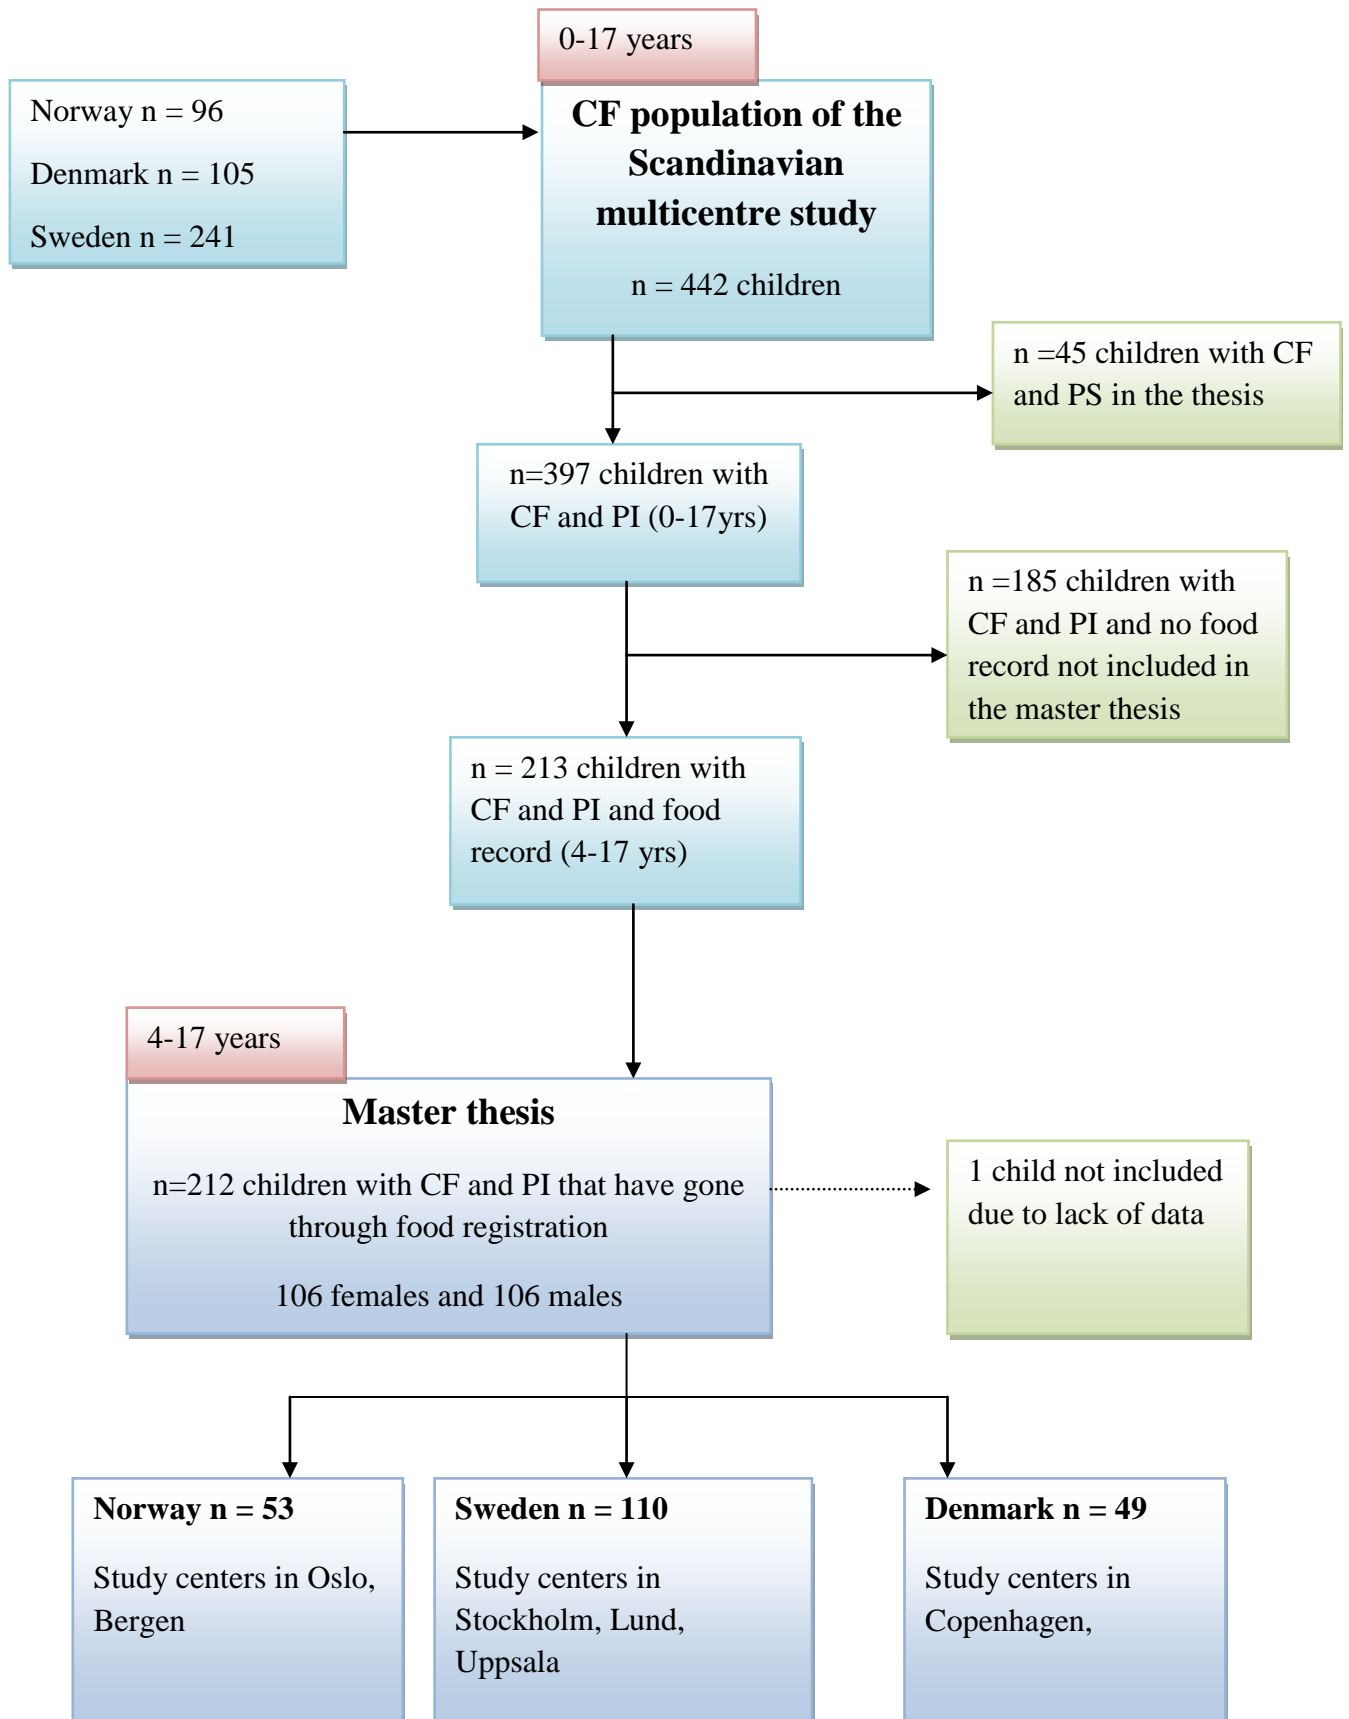 0-17 years
Norway n = 96
Denmark n = 105
Sweden n = 241
CF population of the
Scandinavian
multicentre study
n = 442 children
n =45 children with CF
and PS in the thesis
n=397 children with
CF and PI (0-17yrs)
n =185 children with
CF and PI and no food
record not included in
the master thesis
n = 213 children with
CF and PI and food
record (4-17 yrs)
4-17 years
Master thesis
n=212 children with CF and PI that have gone
through food registration
106 females and 106 males
1 child not included
due to lack of data
Norway n = 53
Study centers in Oslo,
Bergen
Sweden n = 110
Study centers in
Stockholm, Lund,
Uppsala
Denmark n = 49
Study centers in
Copenhagen,